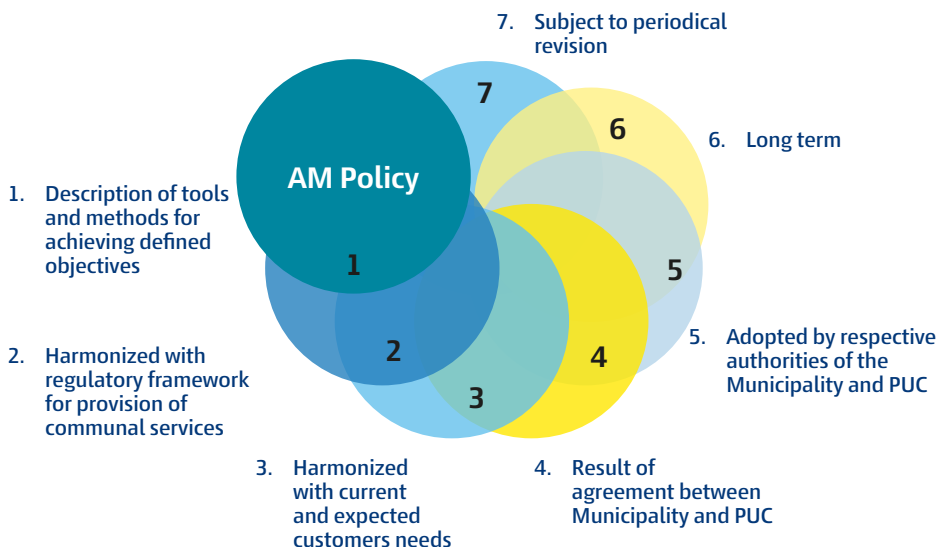 7. Subject to periodical
revision
7
6
6. Long term
AM Policy
1. Description of tools
and methods for
achieving defined
objectives
1
5
2. Harmonized with
regulatory framework
for provision of
communal services
2
3
4
5. Adopted by respective
authorities of the
Municipality and PUC
3. Harmonized
with current
and expected
customers needs
4. Result of
agreement between
Municipality and PUC